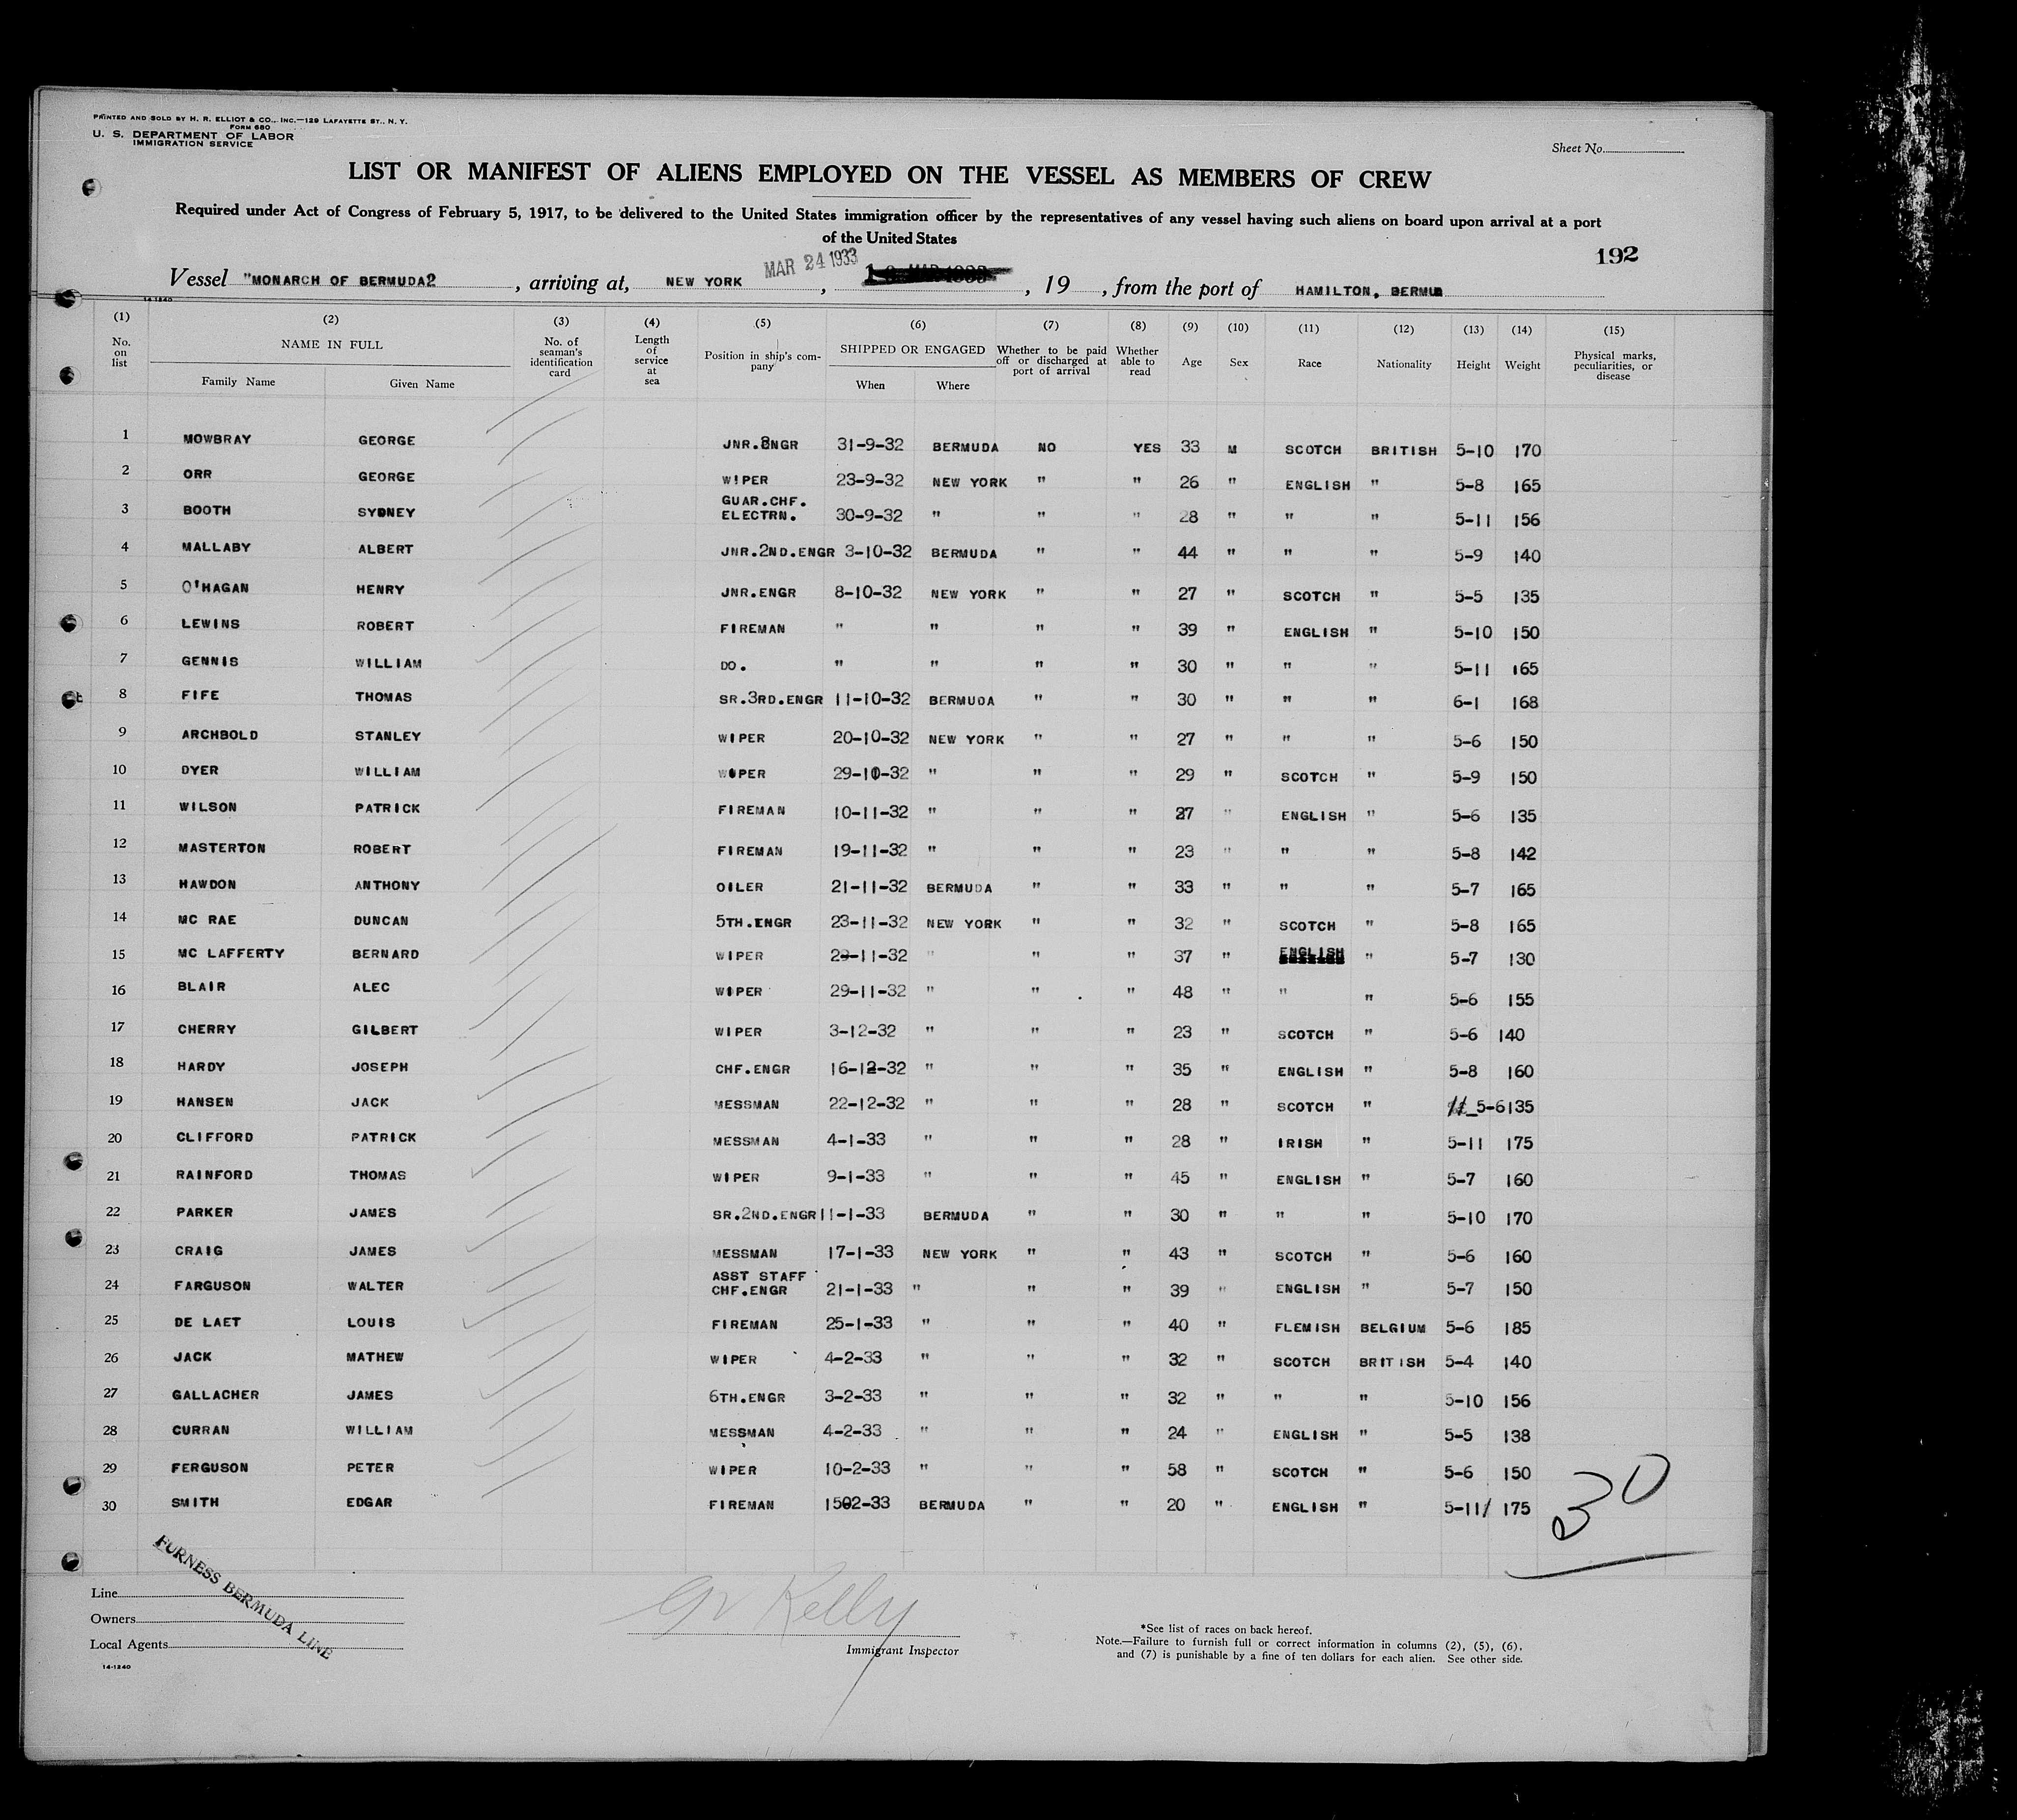 PRINTED AND SOLD BY H. R. ELLIOT & CO., INC.—129 LAFAYETTE ST., N. Y.
FORM 680
U. S. DEPARTMENT OF LABOR
IMMIGRATION SERVICE
Sheet No.
LIST OR MANIFEST OF ALIENS EMPLOYED ON THE VESSEL AS MEMBERS OF CREW
Required under Act of Congress of February 5, 1917, to be delivered to the United States immigration officer by the representatives of any vessel having such aliens on board upon arrival at a port
of the United States
192
MAR 24 1933
Vessel "MONARCH OF BERMUDA2 , arriving at, NEW YORK , , 19 , from the port of HAMILTON, BERMU
14-1240
(1) (2) (3) (4) (5) (6) (7) (8) (9) (10) (11) (12) (13) (14) (15)
No. on list NAME IN FULL Family Name Given Name No. of seaman's identification card Length of service at sea Position in ship's company SHIPPED OR ENGAGED When Where Whether to be paid off or discharged at port of arrival Whether able to read Age Sex Race Nationality Height Weight Physical marks, peculiarities, or disease
1 MOWBRAY GEORGE JNR.8NGR 31-9-32 BERMUDA NO YES 33 M SCOTCH BRITISH 5-10 170
2 ORR GEORGE WIPER 23-9-32 NEW YORK " " 26 " ENGLISH " 5-8 165
3 BOOTH SYDNEY GUAR.CHF. ELECTRN. 30-9-32 " " " 28 " " " 5-11 156
4 MALLABY ALBERT JNR.2ND.ENGR 3-10-32 BERMUDA " " 44 " " " 5-9 140
5 O'HAGAN HENRY JNR.ENGR 8-10-32 NEW YORK " " 27 " SCOTCH " 5-5 135
6 LEWINS ROBERT FIREMAN " " " " 39 " ENGLISH " 5-10 150
7 GENNIS WILLIAM DO. " " " " 30 " " " 5-11 165
8 FIFE THOMAS SR.3RD.ENGR 11-10-32 BERMUDA " " 30 " " " 6-1 168
9 ARCHBOLD STANLEY WIPER 20-10-32 NEW YORK " " 27 " " " 5-6 150
10 DYER WILLIAM WIPER 29-10-32 " " " 29 " SCOTCH " 5-9 150
11 WILSON PATRICK FIREMAN 10-11-32 " " " 27 " ENGLISH " 5-6 135
12 MASTERTON ROBERT FIREMAN 19-11-32 " " " 23 " " " 5-8 142
13 HAWDON ANTHONY OILER 21-11-32 BERMUDA " " 33 " " " 5-7 165
14 MC RAE DUNCAN 5TH.ENGR 23-11-32 NEW YORK " " 32 " SCOTCH " 5-8 165
15 MC LAFFERTY BERNARD WIPER 29-11-32 " " " 37 " ENGLISH " 5-7 130
16 BLAIR ALEC WIPER 29-11-32 " " " 48 " " " 5-6 155
17 CHERRY GILBERT WIPER 3-12-32 " " " 23 " SCOTCH " 5-6 140
18 HARDY JOSEPH CHF.ENGR 16-12-32 " " " 35 " ENGLISH " 5-8 160
19 HANSEN JACK MESSMAN 22-12-32 " " " 28 " SCOTCH " 5-6 135
20 CLIFFORD PATRICK MESSMAN 4-1-33 " " " 28 " IRISH " 5-11 175
21 RAINFORD THOMAS WIPER 9-1-33 " " " 45 " ENGLISH " 5-7 160
22 PARKER JAMES SR.2ND.ENGR 11-1-33 BERMUDA " " 30 " " " 5-10 170
23 CRAIG JAMES MESSMAN 17-1-33 NEW YORK " " 43 " SCOTCH " 5-6 160
24 FARGUSON WALTER ASST STAFF CHF.ENGR 21-1-33 " " " 39 " ENGLISH " 5-7 150
25 DE LAET LOUIS FIREMAN 25-1-33 " " " 40 " FLEMISH BELGIUM 5-6 185
26 JACK MATHEW WIPER 4-2-33 " " " 32 " SCOTCH BRITISH 5-4 140
27 GALLACHER JAMES 6TH.ENGR 3-2-33 " " " 32 " " " 5-10 156
28 CURRAN WILLIAM MESSMAN 4-2-33 " " " 24 " ENGLISH " 5-5 138
29 FERGUSON PETER WIPER 10-2-33 " " " 58 " SCOTCH " 5-6 150
30 SMITH EDGAR FIREMAN 1502-33 BERMUDA " " 20 " ENGLISH " 5-11/ 175
30
FURNESS BERMUDA LINE
Line
Owners
Local Agents
14-1240
Kelly
Immigrant Inspector
*See list of races on back hereof.
Note.—Failure to furnish full or correct information in columns (2), (5), (6),
and (7) is punishable by a fine of ten dollars for each alien. See other side.